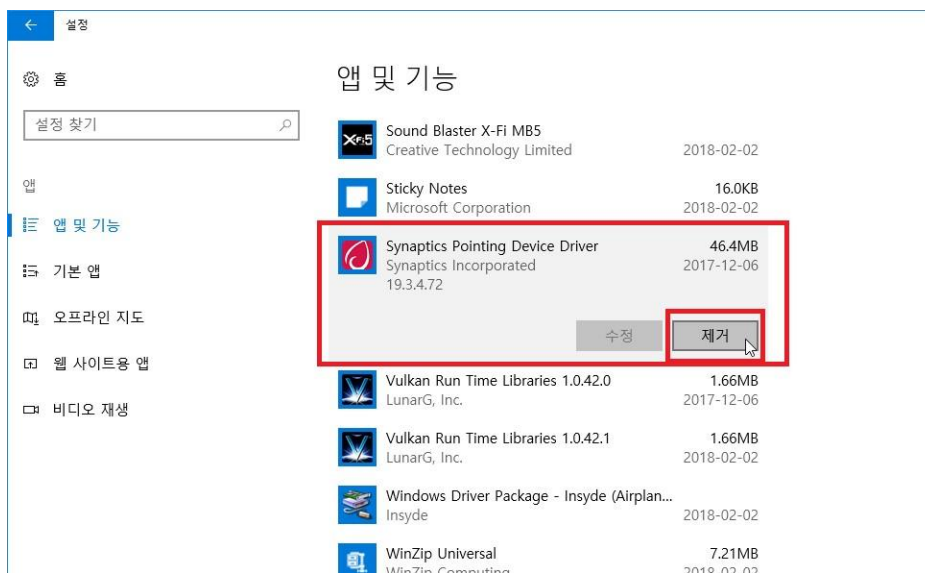 설정
홈
설정 찾기
앱
앱 및 기능
기본 앱
오프라인 지도
웹 사이트용 앱
비디오 재생
앱 및 기능
X-Fi5
Sound Blaster X-Fi MB5
Creative Technology Limited 2018-02-02
Sticky Notes 16.0KB
Microsoft Corporation 2018-02-02
Synaptics Pointing Device Driver 46.4MB
Synaptics Incorporated 2017-12-06
19.3.4.72
수정 제거
Vulkan Run Time Libraries 1.0.42.0 1.66MB
LunarG, Inc. 2017-12-06
Vulkan Run Time Libraries 1.0.42.1 1.66MB
LunarG, Inc. 2018-02-02
Windows Driver Package - Insyde (Airplan...
Insyde 2018-02-02
WinZip Universal 7.21MB
WinZip Computing 2018-02-02